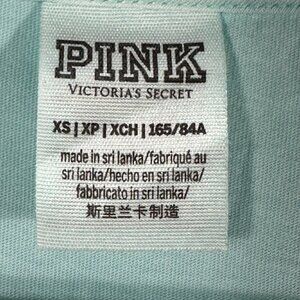 PINK
VICTORIA'S SECRET
XS | XP | XCH | 165/84A
made in sri lanka/fabriqué au
sri lanka/hecho en sri lanka/
fabbricato in sri lanka/
斯里兰卡制造